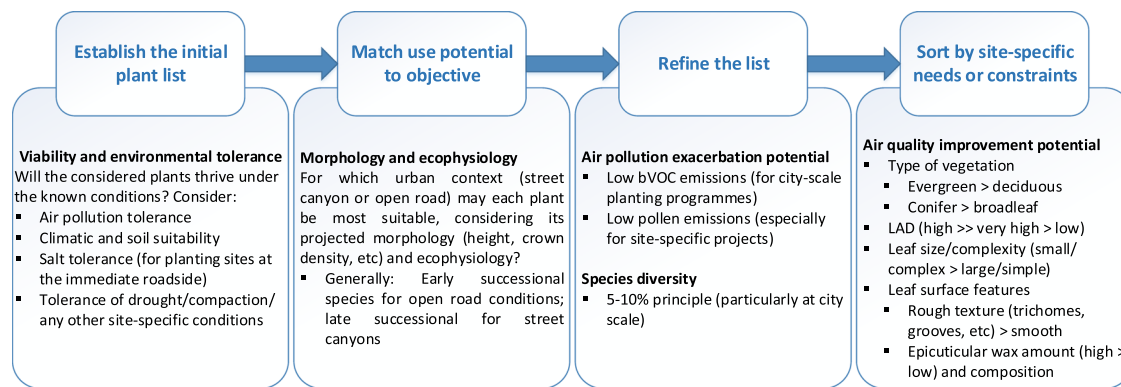 Establish the initial
plant list
Viability and environmental tolerance
Will the considered plants thrive under
the known conditions? Consider:
▪ Air pollution tolerance
▪ Climatic and soil suitability
▪ Salt tolerance (for planting sites at
the immediate roadside)
▪ Tolerance of drought/compaction/
any other site-specific conditions
Match use potential
to objective
Morphology and ecophysiology
For which urban context (street
canyon or open road) may each plant
be most suitable, considering its
projected morphology (height, crown
density, etc) and ecophysiology?
▪ Generally: Early successional
species for open road conditions;
late successional for street
canyons
Refine the list
Air pollution exacerbation potential
▪ Low bVOC emissions (for city-scale
planting programmes)
▪ Low pollen emissions (especially
for site-specific projects)
Species diversity
▪ 5-10% principle (particularly at city
scale)
Sort by site-specific
needs or constraints
Air quality improvement potential
▪ Type of vegetation
▪ Evergreen > deciduous
▪ Conifer > broadleaf
▪ LAD (high >> very high > low)
▪ Leaf size/complexity (small/
complex > large/simple)
▪ Leaf surface features
▪ Rough texture (trichomes,
grooves, etc) > smooth
▪ Epicuticular wax amount (high >
low) and composition